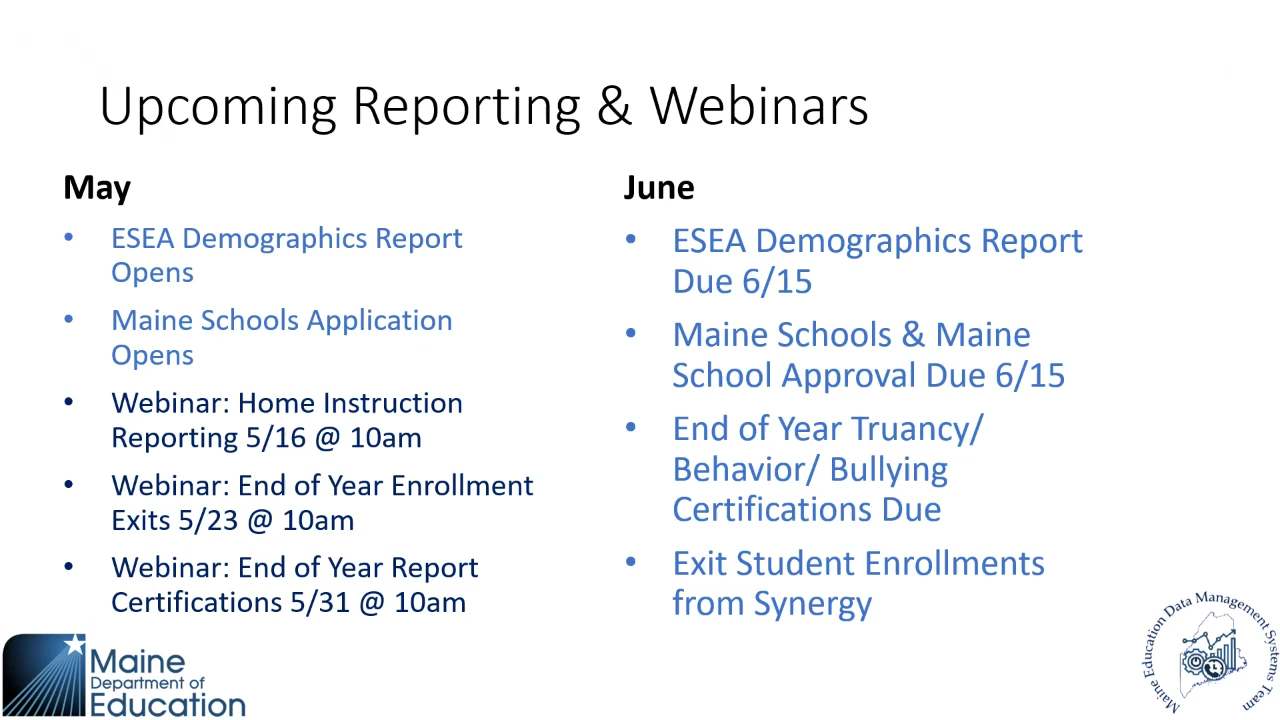 Upcoming Reporting & Webinars
May
• ESEA Demographics Report
Opens
• Maine Schools Application
Opens
• Webinar: Home Instruction
Reporting 5/16 @ 10am
• Webinar: End of Year Enrollment
Exits 5/23 @ 10am
• Webinar: End of Year Report
Certifications 5/31 @ 10am
June
• ESEA Demographics Report
Due 6/15
• Maine Schools & Maine
School Approval Due 6/15
• End of Year Truancy/
Behavior/ Bullying
Certifications Due
• Exit Student Enrollments
from Synergy
Maine
Department of
Education
Maine Education Data Management Systems Team